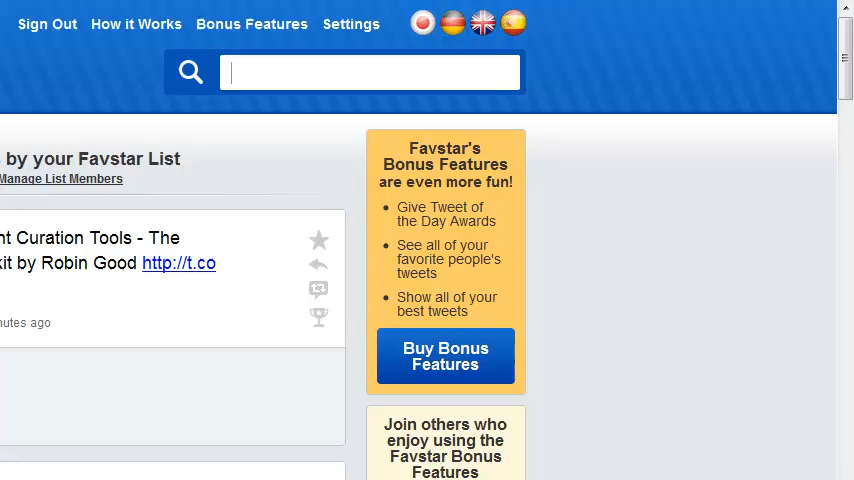 Sign Out How it Works Bonus Features Settings
by your Favstar List
Manage List Members
Curation Tools - The
by Robin Good http://t.co
ago
Favstar's
Bonus Features
are even more fun!
• Give Tweet of
the Day Awards
• See all of your
favorite people's
tweets
• Show all of your
best tweets
Buy Bonus
Features
Join others who
enjoy using the
Favstar Bonus
Features